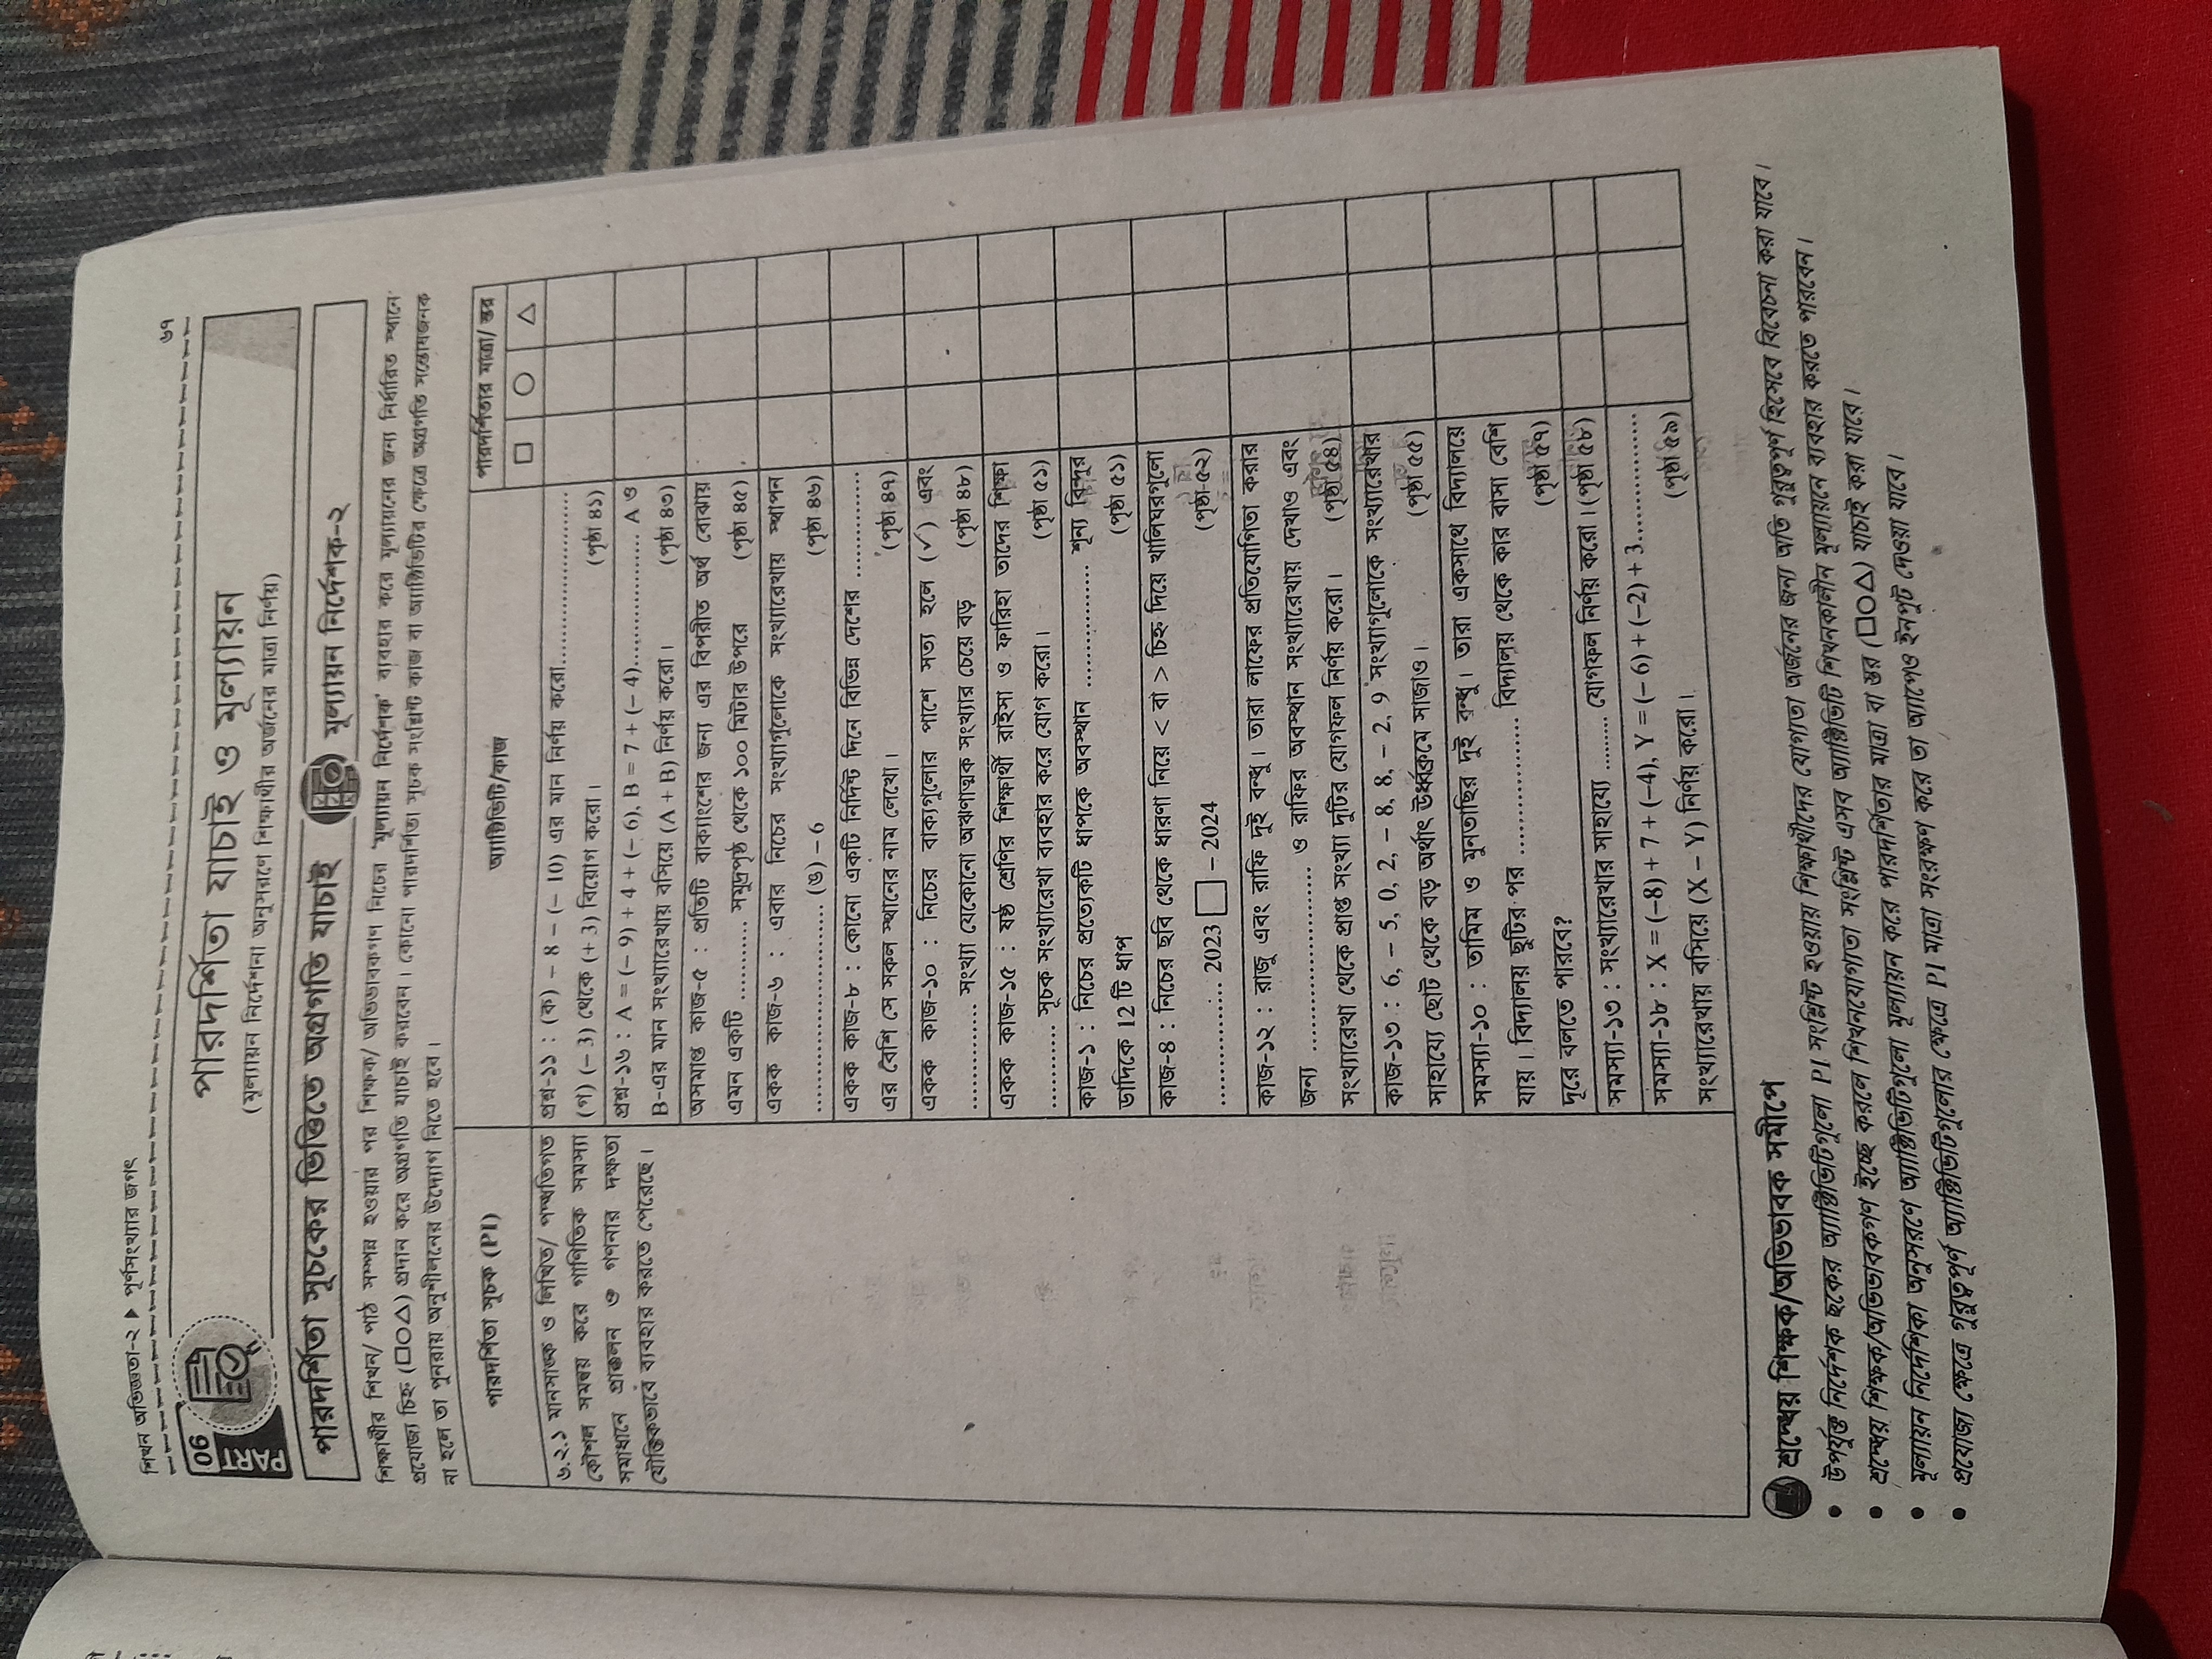 শিখন অভিজ্ঞতা-২ ▶ পূর্ণসংখ্যার জগৎ
৬৭
PART 06
পারদর্শিতা যাচাই ও মূল্যায়ন
(মূল্যায়ন নির্দেশনা অনুসরণে শিক্ষার্থীর অর্জনের মাত্রা নির্ণয়)
পারদর্শিতা সূচকের ভিত্তিতে অগ্রগতি যাচাই মূল্যায়ন নির্দেশক-২
শিক্ষার্থীর শিখন/ পাঠ সম্পন্ন হওয়ার পর শিক্ষক/ অভিভাবকগণ নিচের 'মূল্যায়ন নির্দেশক' ব্যবহার করে মূল্যায়নের জন্য নির্ধারিত স্থানে
প্রযোজ্য চিহ্ন (□○△) প্রদান করে অগ্রগতি যাচাই করবেন। কোনো পারদর্শিতা সূচক সংশ্লিষ্ট কাজ বা অ্যাক্টিভিটির ক্ষেত্রে অগ্রগতি সন্তোষজনক
না হলে তা পুনরায় অনুশীলনের উদ্যোগ নিতে হবে।
পারদর্শিতা সূচক (PI)
অ্যাক্টিভিটি/কাজ
পারদর্শিতার মাত্রা/ স্তর
□ ○ △
৬.২.১ মানসাঙ্ক ও লিখিত/ পদ্ধতিগত
কৌশল সমন্বয় করে গাণিতিক সমস্যা
সমাধানে প্রাক্কলন ও গণনার দক্ষতা
যৌক্তিকভাবে ব্যবহার করতে পেরেছে।
প্রশ্ন-১১ : (ক) – 8 – (– 10) এর মান নির্ণয় করো...........................
(গ) (– 3) থেকে (+ 3) বিয়োগ করো। (পৃষ্ঠা ৪১)
প্রশ্ন-১৬ : A = (– 9) + 4 + (– 6), B = 7 + (– 4)..................... A ও
B-এর মান সংখ্যারেখায় বসিয়ে (A + B) নির্ণয় করো। (পৃষ্ঠা ৪৩)
অসমাপ্ত কাজ-৫ : প্রতিটি বাক্যাংশের জন্য এর বিপরীত অর্থ বোঝায়
এমন একটি ........... সমুদ্রপৃষ্ঠ থেকে ১০০ মিটার উপরে (পৃষ্ঠা ৪৫)
একক কাজ-৬ : এবার নিচের সংখ্যাগুলোকে সংখ্যারেখায় স্থাপন
............................. (ঙ) – 6 (পৃষ্ঠা ৪৬)
একক কাজ-৮ : কোনো একটি নির্দিষ্ট দিনে বিভিন্ন দেশের ...............
এর বেশি সে সকল স্থানের নাম লেখো। (পৃষ্ঠা ৪৭)
একক কাজ-১০ : নিচের বাক্যগুলোর পাশে সত্য হলে (✓) এবং
.............. সংখ্যা যেকোনো অঋণাত্মক সংখ্যার চেয়ে বড় (পৃষ্ঠা ৪৮)
একক কাজ-১৫ : ষষ্ঠ শ্রেণির শিক্ষার্থী রাইসা ও ফারিহা তাদের শিক্ষা
........... সূচক সংখ্যারেখা ব্যবহার করে যোগ করো। (পৃষ্ঠা ৫১)
কাজ-১ : নিচের প্রত্যেকটি ধাপকে অবস্থান ................. শূন্য বিন্দুর
ডাদিকে 12 টি ধাপ (পৃষ্ঠা ৫১)
কাজ-৪ : নিচের ছবি থেকে ধারণা নিয়ে < বা > চিহ্ন দিয়ে খালিঘরগুলো
................. 2023 □ – 2024 (পৃষ্ঠা-৫২)
কাজ-১২ : রাজু এবং রাফি দুই বন্ধু। তারা লাফের প্রতিযোগিতা করার
জন্য ......................... ও রাফির অবস্থান সংখ্যারেখায় দেখাও এবং
সংখ্যারেখা থেকে প্রাপ্ত সংখ্যা দুটির যোগফল নির্ণয় করো। (পৃষ্ঠা ৫৪)
কাজ-১৩ : 6, – 5, 0, 2, – 8, 8, – 2, 9 সংখ্যাগুলোকে সংখ্যারেখার
সাহায্যে ছোট থেকে বড় অর্থাৎ ঊর্ধ্বক্রমে সাজাও। (পৃষ্ঠা ৫৫)
সমস্যা-১০ : তামিম ও মুনতাছির দুই বন্ধু। তারা একসাথে বিদ্যালয়ে
যায়। বিদ্যালয় ছুটির পর .................. বিদ্যালয় থেকে কার বাসা বেশি
দূরে বলতে পারবে? (পৃষ্ঠা ৫৭)
সমস্যা-১৩ : সংখ্যারেখার সাহায্যে ......... যোগফল নির্ণয় করো। (পৃষ্ঠা ৫৮)
সমস্যা-১৮ : X = (–8) + 7 + (–4), Y = (– 6) + (–2) + 3.................
সংখ্যারেখায় বসিয়ে (X – Y) নির্ণয় করো। (পৃষ্ঠা ৫৯)
শ্রদ্ধেয় শিক্ষক/অভিভাবক সমীপে
• উপর্যুক্ত নির্দেশক ছকের অ্যাক্টিভিটিগুলো PI সংশ্লিষ্ট হওয়ায় শিক্ষার্থীদের যোগ্যতা অর্জনের জন্য অতি গুরুত্বপূর্ণ হিসেবে বিবেচনা করা যাবে।
• শ্রদ্ধেয় শিক্ষক/অভিভাবকগণ ইচ্ছে করলে শিখনযোগ্যতা সংশ্লিষ্ট এসব অ্যাক্টিভিটি শিখনকালীন মূল্যায়নে ব্যবহার করতে পারবেন।
• মূল্যায়ন নির্দেশিকা অনুসরণে অ্যাক্টিভিটিগুলো মূল্যায়ন করে পারদর্শিতার মাত্রা বা স্তর (□○△) যাচাই করা যাবে।
• প্রযোজ্য ক্ষেত্রে গুরুত্বপূর্ণ অ্যাক্টিভিটিগুলোর ক্ষেত্রে PI মাত্রা সংরক্ষণ করে তা অ্যাপেও ইনপুট দেওয়া যাবে।